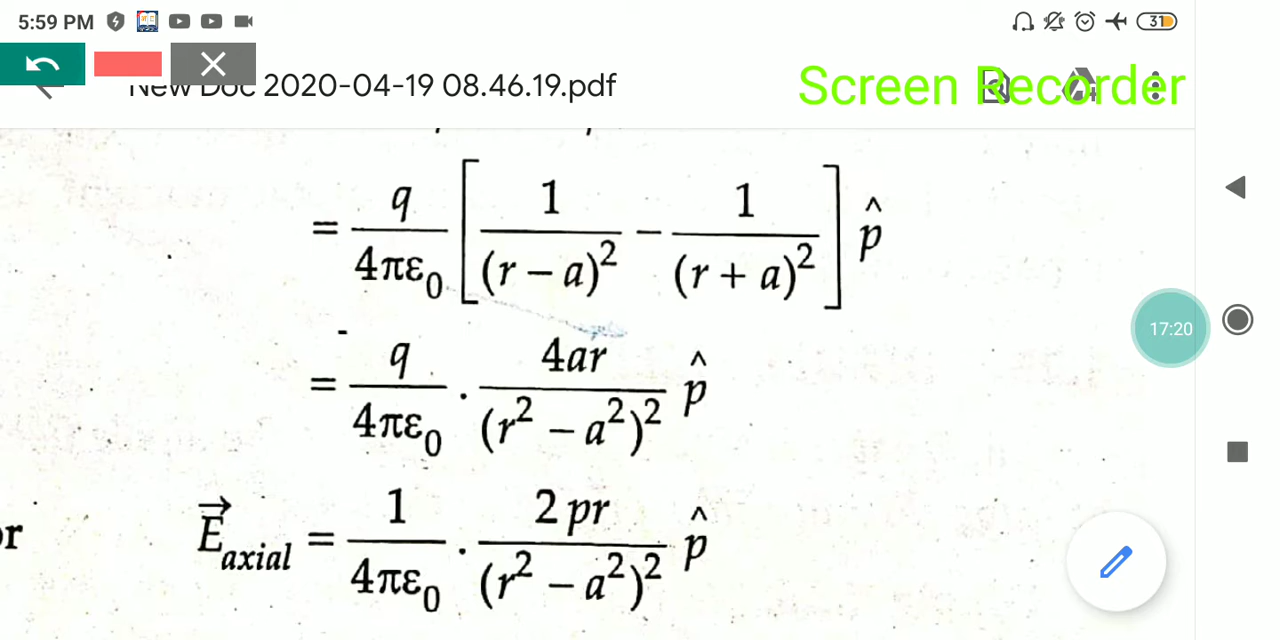 5:59 PM
31
New Doc 2020-04-19 08.46.19.pdf
Screen Recorder
= q/4πε₀ [1/(r – a)² – 1/(r + a)²] p̂
17:20
= q/4πε₀ · 4ar/(r² – a²)² p̂
E⃗axial = 1/4πε₀ · 2pr/(r² – a²)² p̂